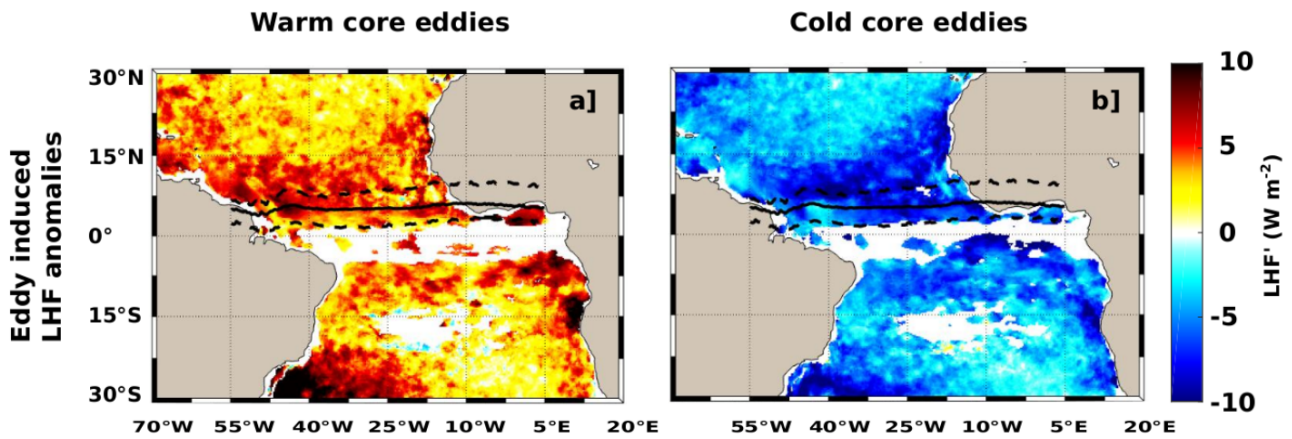 Warm core eddies
Cold core eddies
Eddy induced
LHF anomalies
30°N
15°N
0°
15°S
30°S
a]
b]
10
5
0
-5
-10
LHF' (W m-2)
70°W 55°W 40°W 25°W 10°W 5°E 20°E
55°W 40°W 25°W 10°W 5°E 20°E